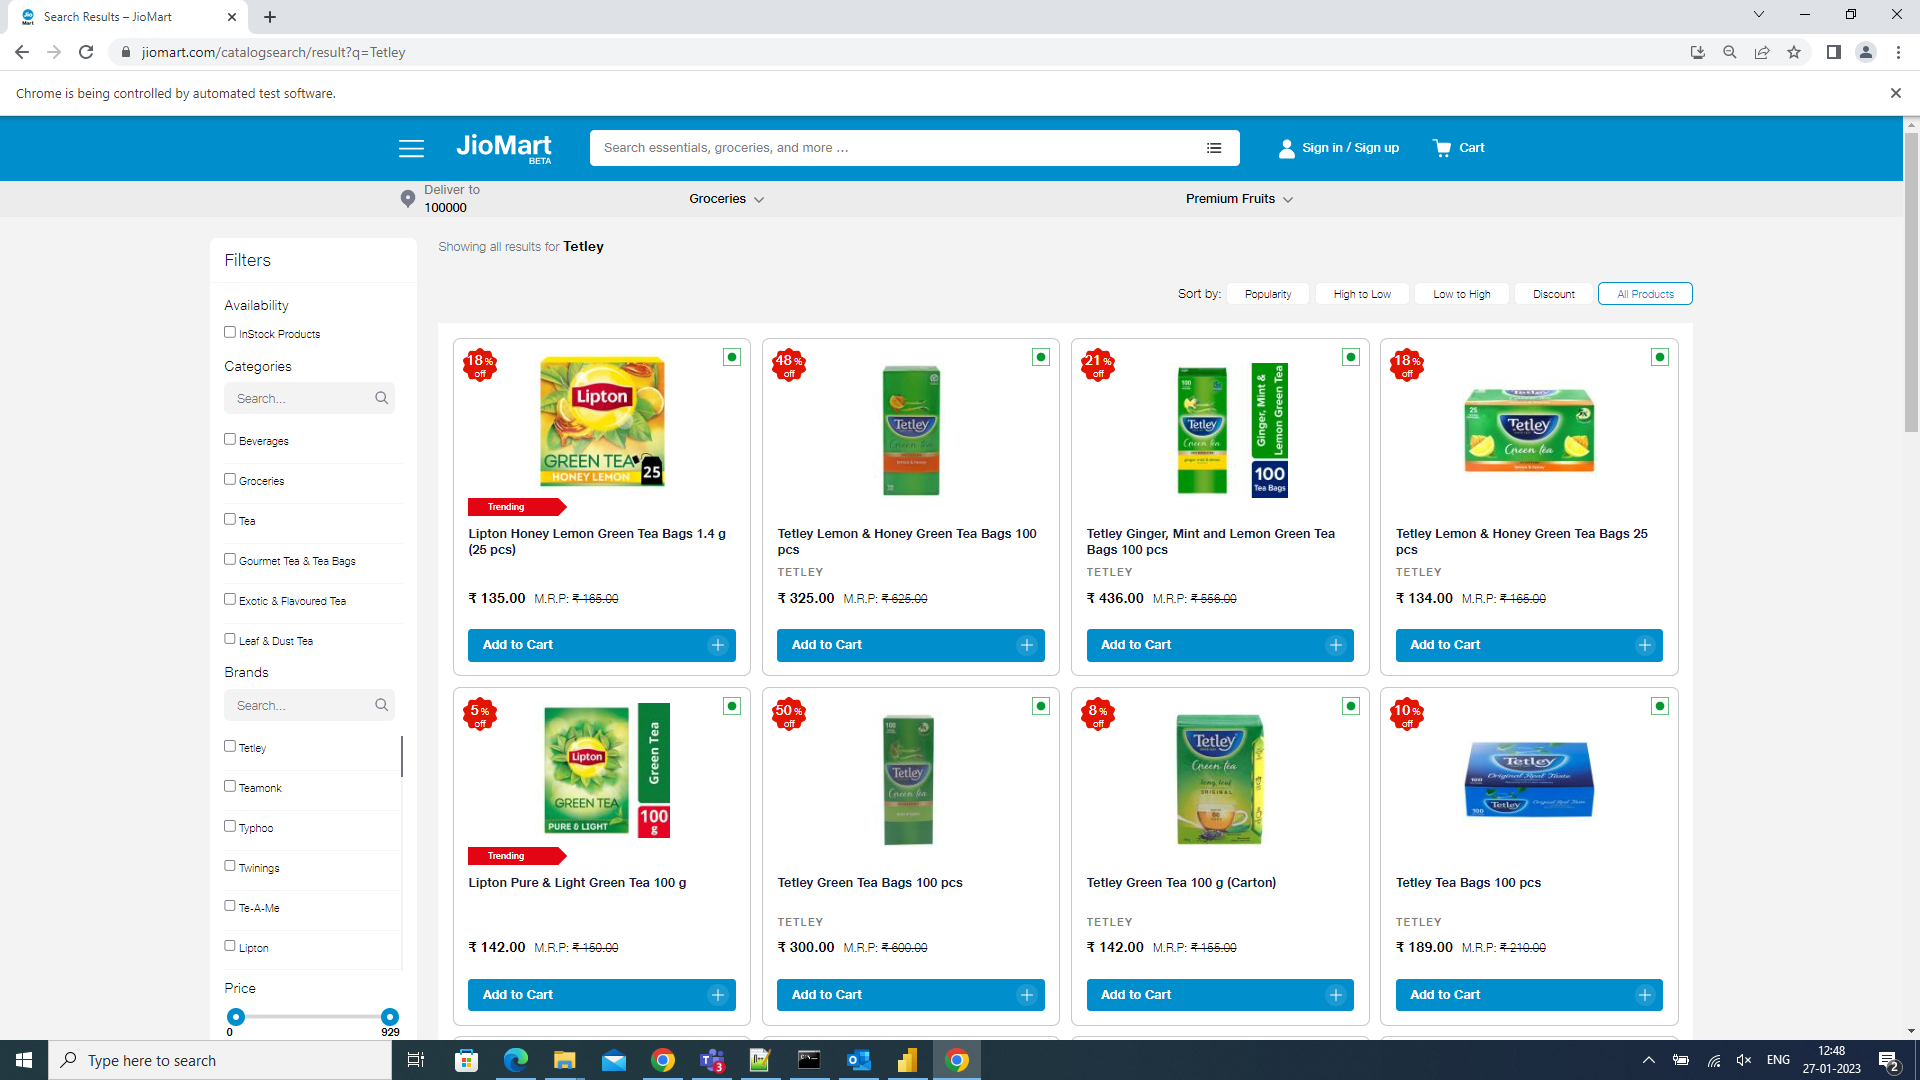 Search Results – JioMart
jiomart.com/catalogsearch/result?q=Tetley
Chrome is being controlled by automated test software.
JioMart
BETA
Search essentials, groceries, and more ...
Sign in / Sign up
Cart
Deliver to
100000
Groceries
Premium Fruits
Filters
Showing all results for Tetley
Sort by:
Popularity
High to Low
Low to High
Discount
All Products
Availability
InStock Products
Categories
Search...
Beverages
Groceries
Tea
Gourmet Tea & Tea Bags
Exotic & Flavoured Tea
Leaf & Dust Tea
Brands
Search...
Tetley
Teamonk
Typhoo
Twinings
Te-A-Me
Lipton
Price
0
929
18% off
Lipton
GREEN TEA
HONEY LEMON
25
Trending
Lipton Honey Lemon Green Tea Bags 1.4 g
(25 pcs)
₹ 135.00 M.R.P: ₹ 165.00
Add to Cart
48% off
Tetley
Green tea
Tetley Lemon & Honey Green Tea Bags 100
pcs
TETLEY
₹ 325.00 M.R.P: ₹ 625.00
Add to Cart
21% off
100
Tetley
Green tea
Ginger, Mint &
Lemon Green Tea
100
Tea Bags
Tetley Ginger, Mint and Lemon Green Tea
Bags 100 pcs
TETLEY
₹ 436.00 M.R.P: ₹ 556.00
Add to Cart
18% off
25
Tetley
Green tea
Tetley Lemon & Honey Green Tea Bags 25
pcs
TETLEY
₹ 134.00 M.R.P: ₹ 165.00
Add to Cart
5% off
Lipton
GREEN TEA
PURE & LIGHT
Green Tea
100
g
Trending
Lipton Pure & Light Green Tea 100 g
₹ 142.00 M.R.P: ₹ 150.00
Add to Cart
50% off
100
Tetley
Green tea
Tetley Green Tea Bags 100 pcs
TETLEY
₹ 300.00 M.R.P: ₹ 600.00
Add to Cart
8% off
Tetley
Green tea
long leaf
ORIGINAL
Tetley Green Tea 100 g (Carton)
TETLEY
₹ 142.00 M.R.P: ₹ 155.00
Add to Cart
10% off
Tetley
Original Real Taste
100
Tetley
Original Real Taste
100
Tetley Tea Bags 100 pcs
TETLEY
₹ 189.00 M.R.P: ₹ 210.00
Add to Cart
Type here to search
3
ENG
12:48
27-01-2023
2